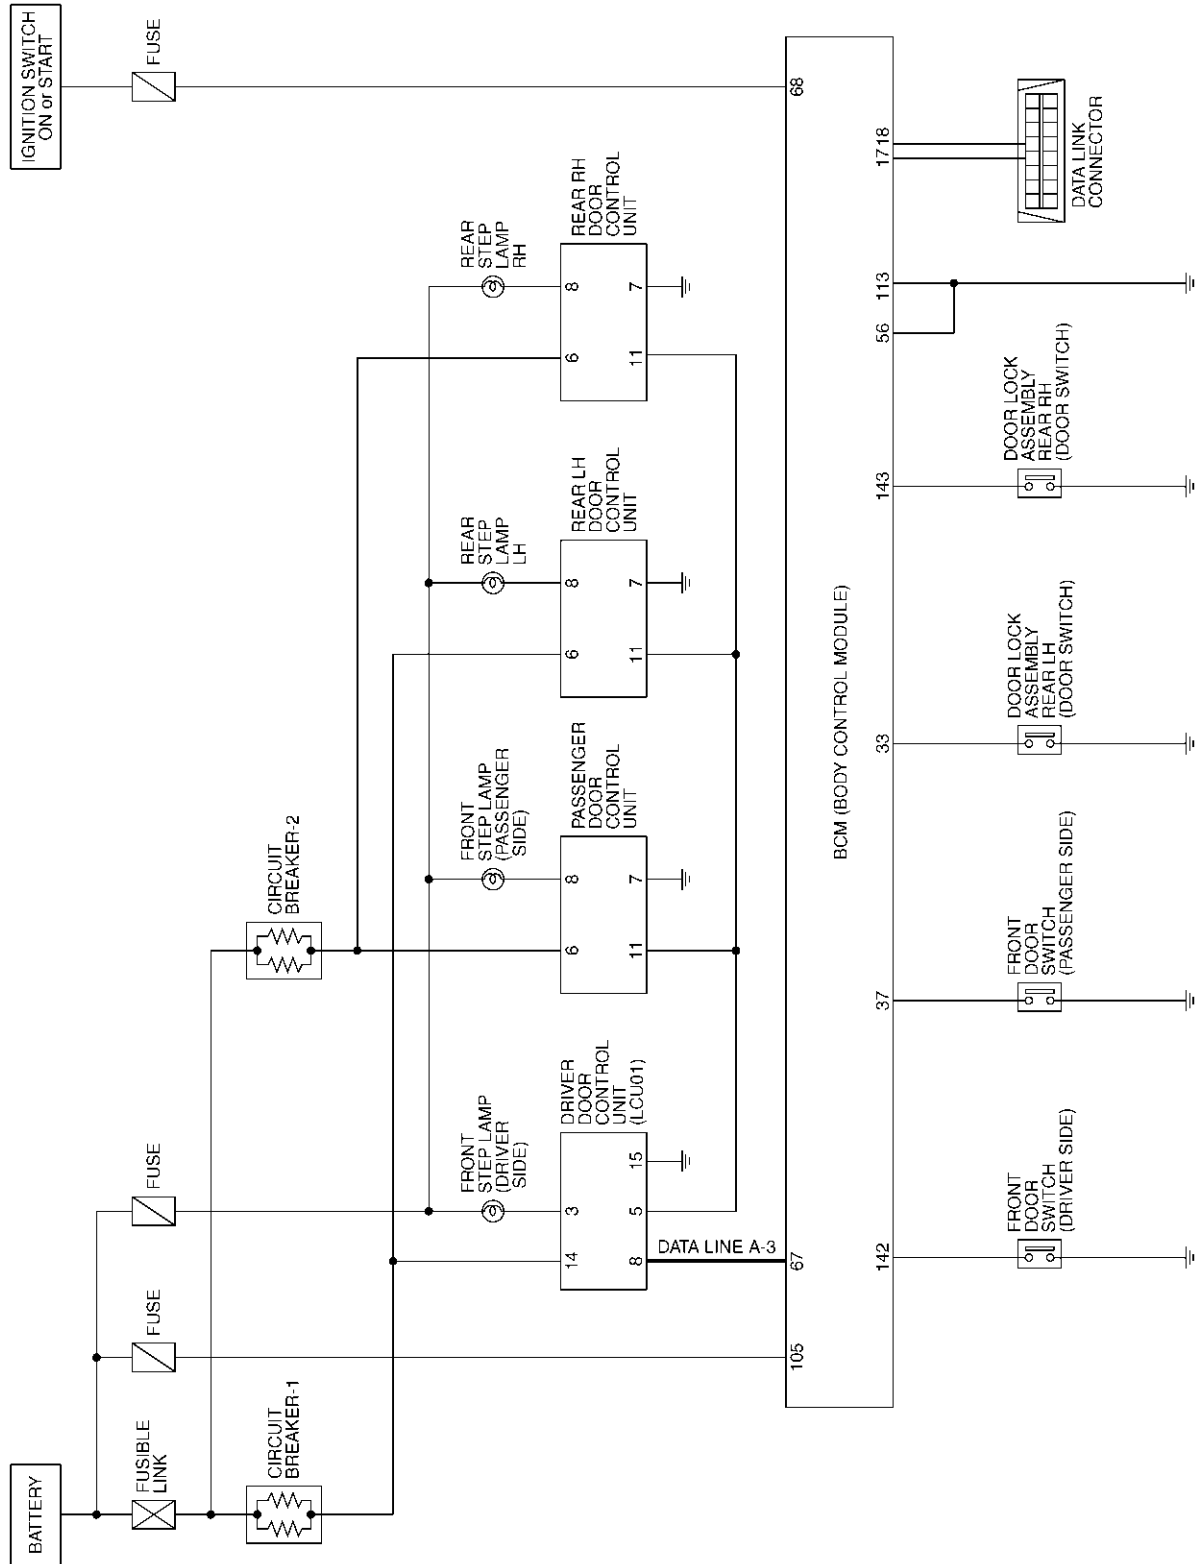 BATTERY
IGNITION SWITCH
ON or START
FUSIBLE
LINK
FUSE
FUSE
FUSE
CIRCUIT
BREAKER-1
CIRCUIT
BREAKER-2
FRONT
STEP LAMP
(DRIVER
SIDE)
FRONT
STEP LAMP
(PASSENGER
SIDE)
REAR
STEP
LAMP
LH
REAR
STEP
LAMP
RH
14
3
DRIVER
DOOR
CONTROL
UNIT
(LCU01)
8
5
15
6
8
PASSENGER
DOOR
CONTROL
UNIT
11
7
6
8
REAR LH
DOOR
CONTROL
UNIT
11
7
6
8
REAR RH
DOOR
CONTROL
UNIT
11
7
DATA LINE A-3
105
67
68
BCM (BODY CONTROL MODULE)
142
37
33
143
56
113
17
18
FRONT
DOOR
SWITCH
(DRIVER SIDE)
FRONT
DOOR
SWITCH
(PASSENGER SIDE)
DOOR LOCK
ASSEMBLY
REAR LH
(DOOR SWITCH)
DOOR LOCK
ASSEMBLY
REAR RH
(DOOR SWITCH)
DATA LINK
CONNECTOR